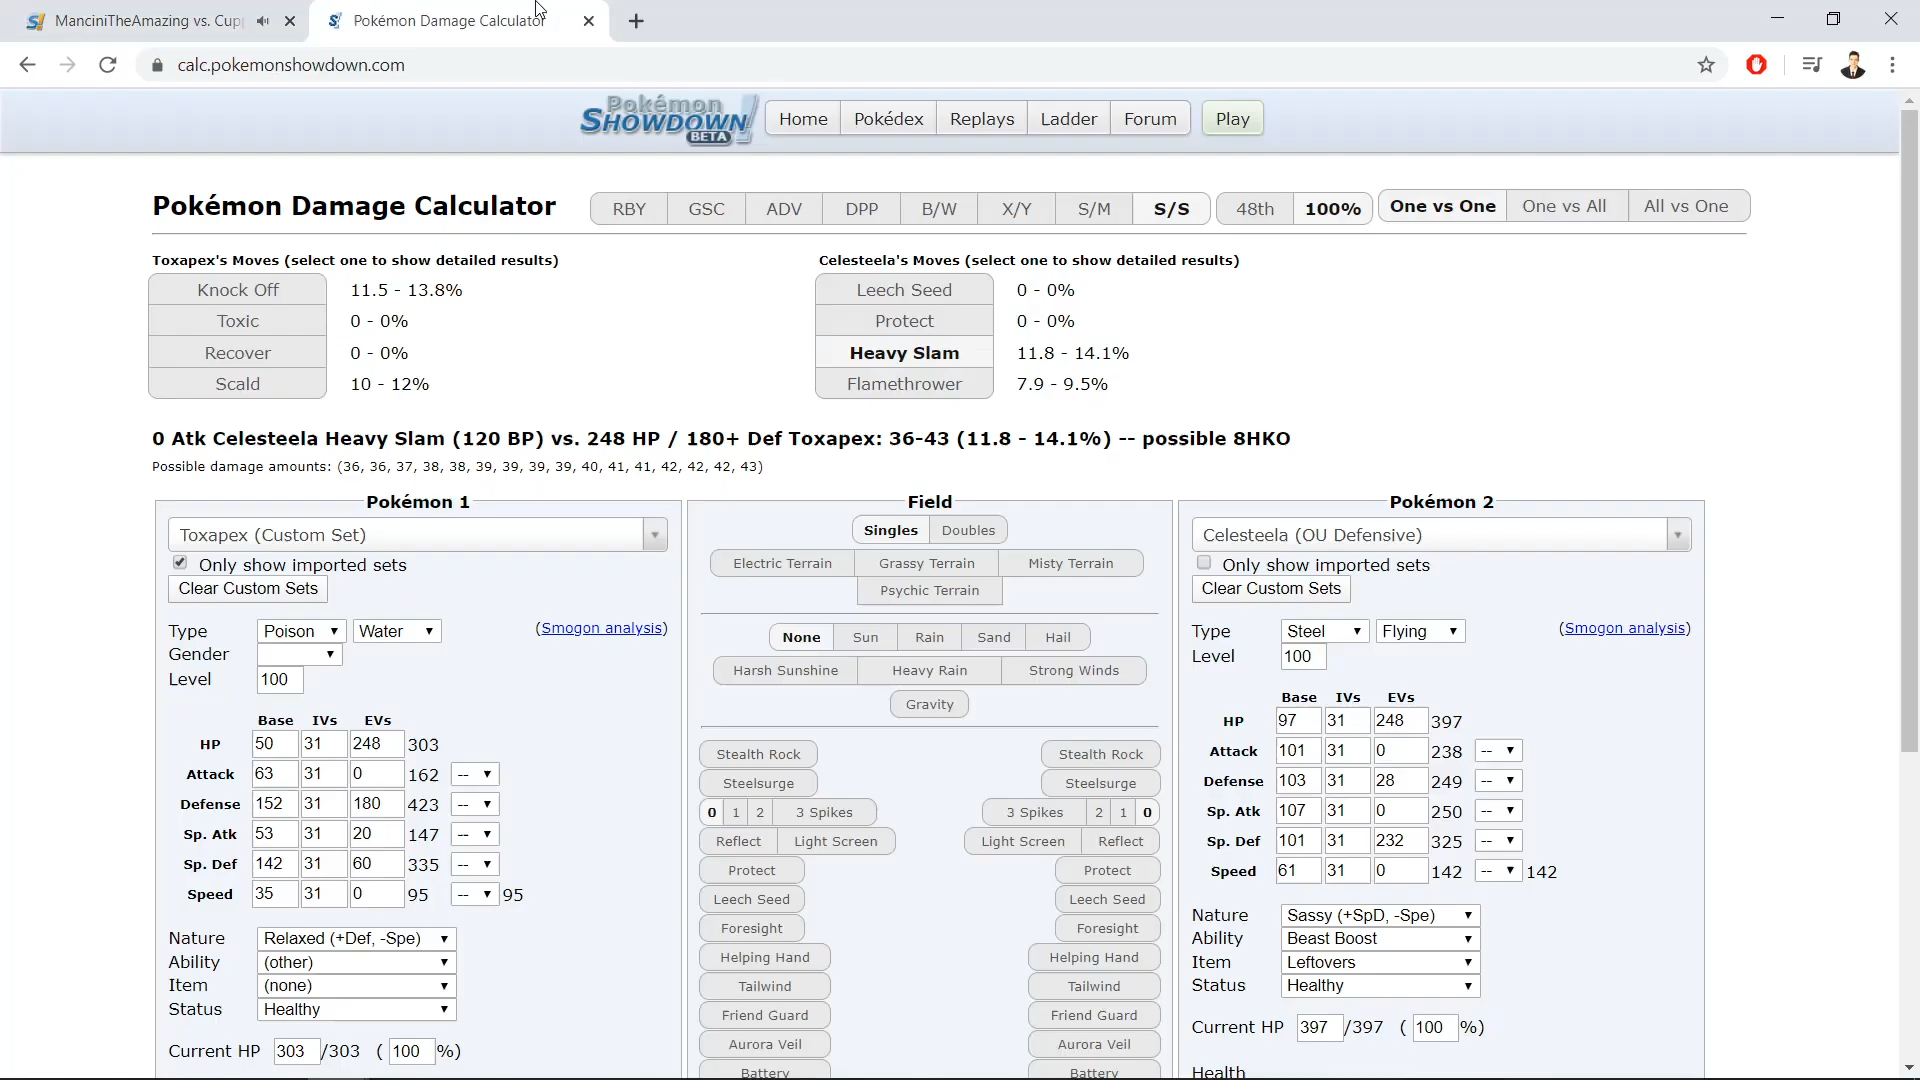 ManciniTheAmazing vs. Cup
Pokémon Damage Calculator
calc.pokemonshowdown.com
Pokémon SHOWDOWN! BETA
Home Pokédex Replays Ladder Forum Play
Pokémon Damage Calculator RBY GSC ADV DPP B/W X/Y S/M S/S 48th 100% One vs One One vs All All vs One
Toxapex's Moves (select one to show detailed results)
Knock Off 11.5 - 13.8%
Toxic 0 - 0%
Recover 0 - 0%
Scald 10 - 12%
Celesteela's Moves (select one to show detailed results)
Leech Seed 0 - 0%
Protect 0 - 0%
Heavy Slam 11.8 - 14.1%
Flamethrower 7.9 - 9.5%
0 Atk Celesteela Heavy Slam (120 BP) vs. 248 HP / 180+ Def Toxapex: 36-43 (11.8 - 14.1%) -- possible 8HKO
Possible damage amounts: (36, 36, 37, 38, 38, 39, 39, 39, 39, 40, 41, 41, 42, 42, 42, 43)
Pokémon 1
Toxapex (Custom Set)
Only show imported sets
Clear Custom Sets
Type Poison Water (Smogon analysis)
Gender
Level 100
Base IVs EVs
HP 50 31 248 303
Attack 63 31 0 162 --
Defense 152 31 180 423 --
Sp. Atk 53 31 20 147 --
Sp. Def 142 31 60 335 --
Speed 35 31 0 95 -- 95
Nature Relaxed (+Def, -Spe)
Ability (other)
Item (none)
Status Healthy
Current HP 303 /303 ( 100 %)
Field
Singles Doubles
Electric Terrain Grassy Terrain Misty Terrain
Psychic Terrain
None Sun Rain Sand Hail
Harsh Sunshine Heavy Rain Strong Winds
Gravity
Stealth Rock Stealth Rock
Steelsurge Steelsurge
0 1 2 3 Spikes 3 Spikes 2 1 0
Reflect Light Screen Light Screen Reflect
Protect Protect
Leech Seed Leech Seed
Foresight Foresight
Helping Hand Helping Hand
Tailwind Tailwind
Friend Guard Friend Guard
Aurora Veil Aurora Veil
Battery Battery
Pokémon 2
Celesteela (OU Defensive)
Only show imported sets
Clear Custom Sets
Type Steel Flying (Smogon analysis)
Level 100
Base IVs EVs
HP 97 31 248 397
Attack 101 31 0 238 --
Defense 103 31 28 249 --
Sp. Atk 107 31 0 250 --
Sp. Def 101 31 232 325 --
Speed 61 31 0 142 -- 142
Nature Sassy (+SpD, -Spe)
Ability Beast Boost
Item Leftovers
Status Healthy
Current HP 397 /397 ( 100 %)
Health